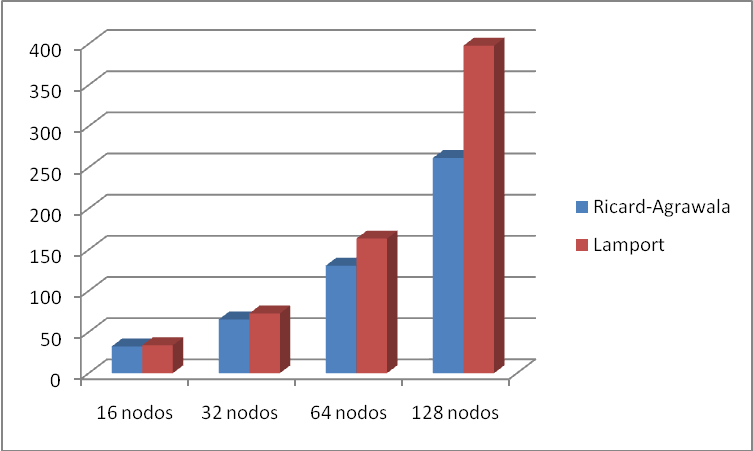 400
350
300
250
200
150
100
50
0
16 nodos
32 nodos
64 nodos
128 nodos
Ricard-Agrawala
Lamport